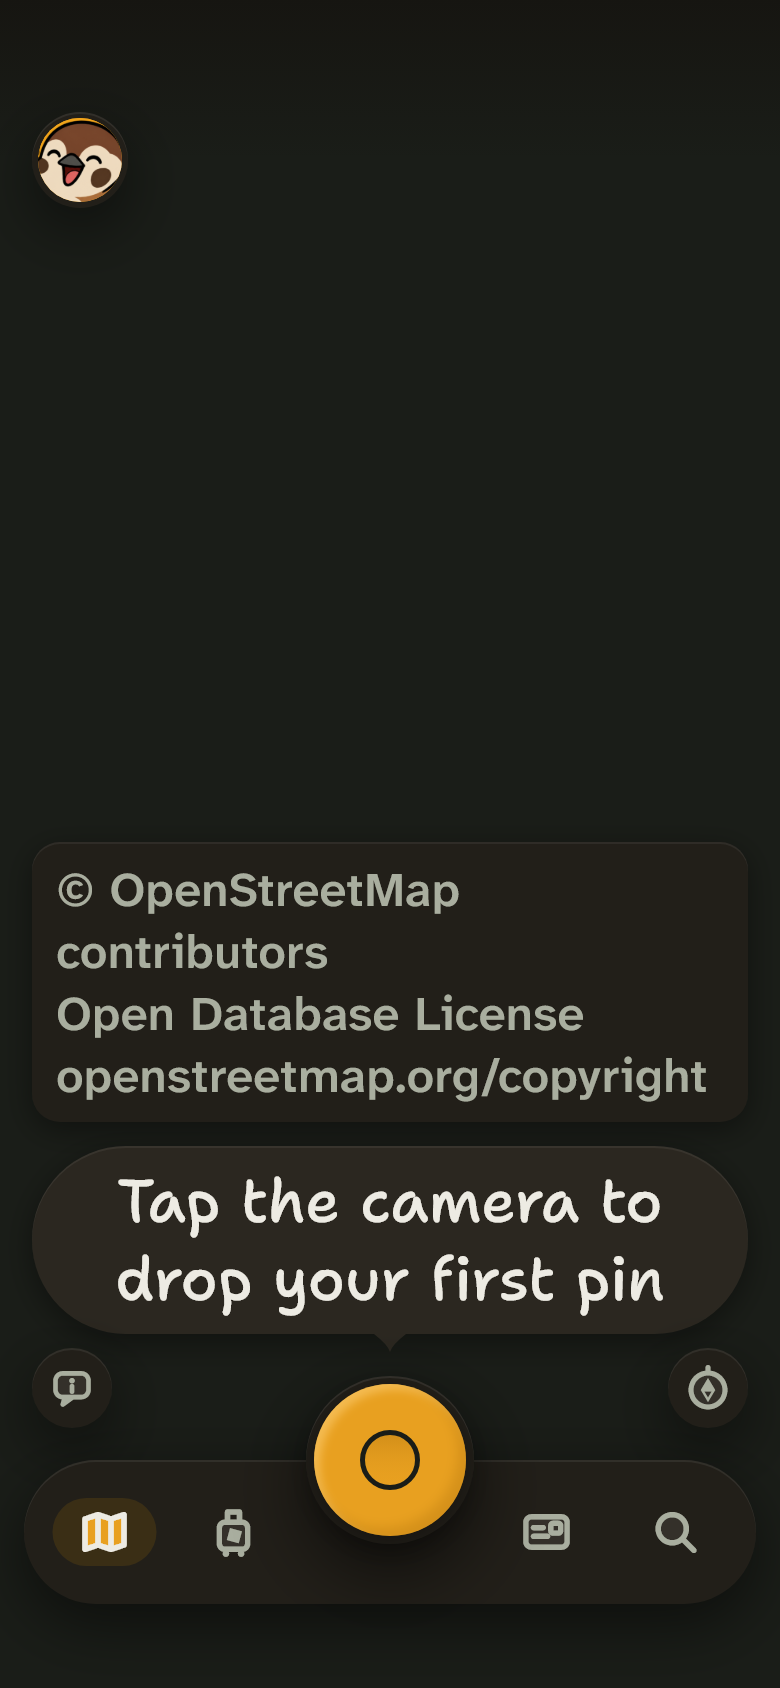 © OpenStreetMap
contributors
Open Database License
openstreetmap.org/copyright
Tap the camera to
drop your first pin